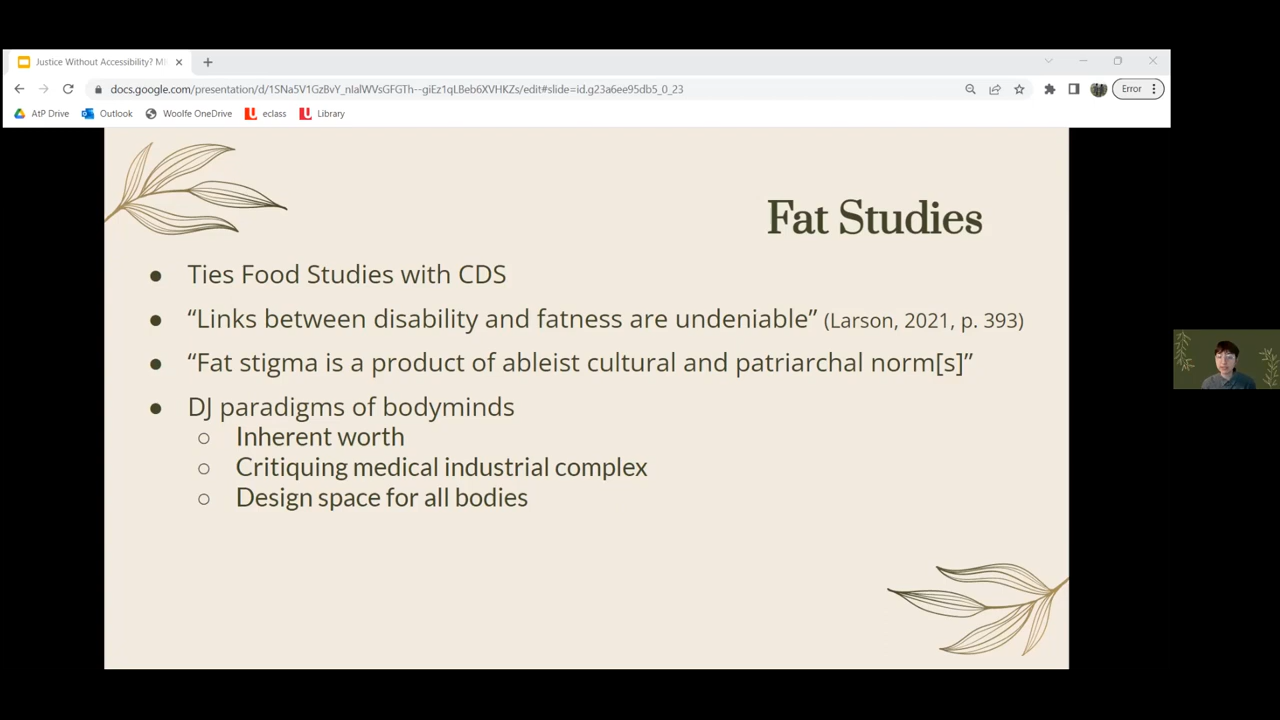 Justice Without Accessibility? MI
docs.google.com/presentation/d/1SNa5V1GzBvY_nlalWVsGFGTh--giEz1qLBeb6XVHKZs/edit#slide=id.g23a6ee95db5_0_23
Error
AtP Drive
Outlook
Woolfe OneDrive
eclass
Library
Fat Studies
● Ties Food Studies with CDS
● “Links between disability and fatness are undeniable” (Larson, 2021, p. 393)
● “Fat stigma is a product of ableist cultural and patriarchal norm[s]”
● DJ paradigms of bodyminds
○ Inherent worth
○ Critiquing medical industrial complex
○ Design space for all bodies